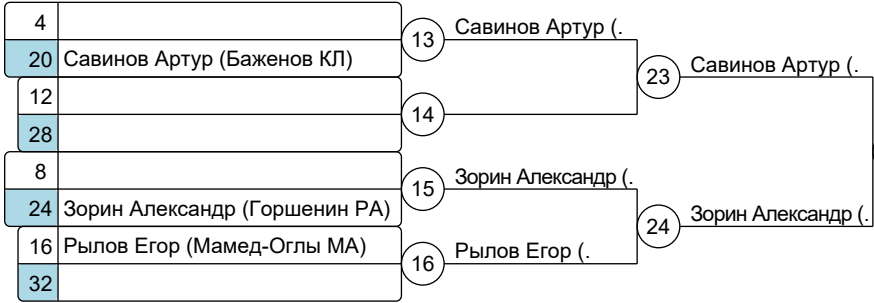 4
20 Савинов Артур (Баженов КЛ)
12
28
8
24 Зорин Александр (Горшенин РА)
16 Рылов Егор (Мамед-Оглы МА)
32
13 Савинов Артур (.
14
15 Зорин Александр (.
16 Рылов Егор (.
23 Савинов Артур (.
24 Зорин Александр (.